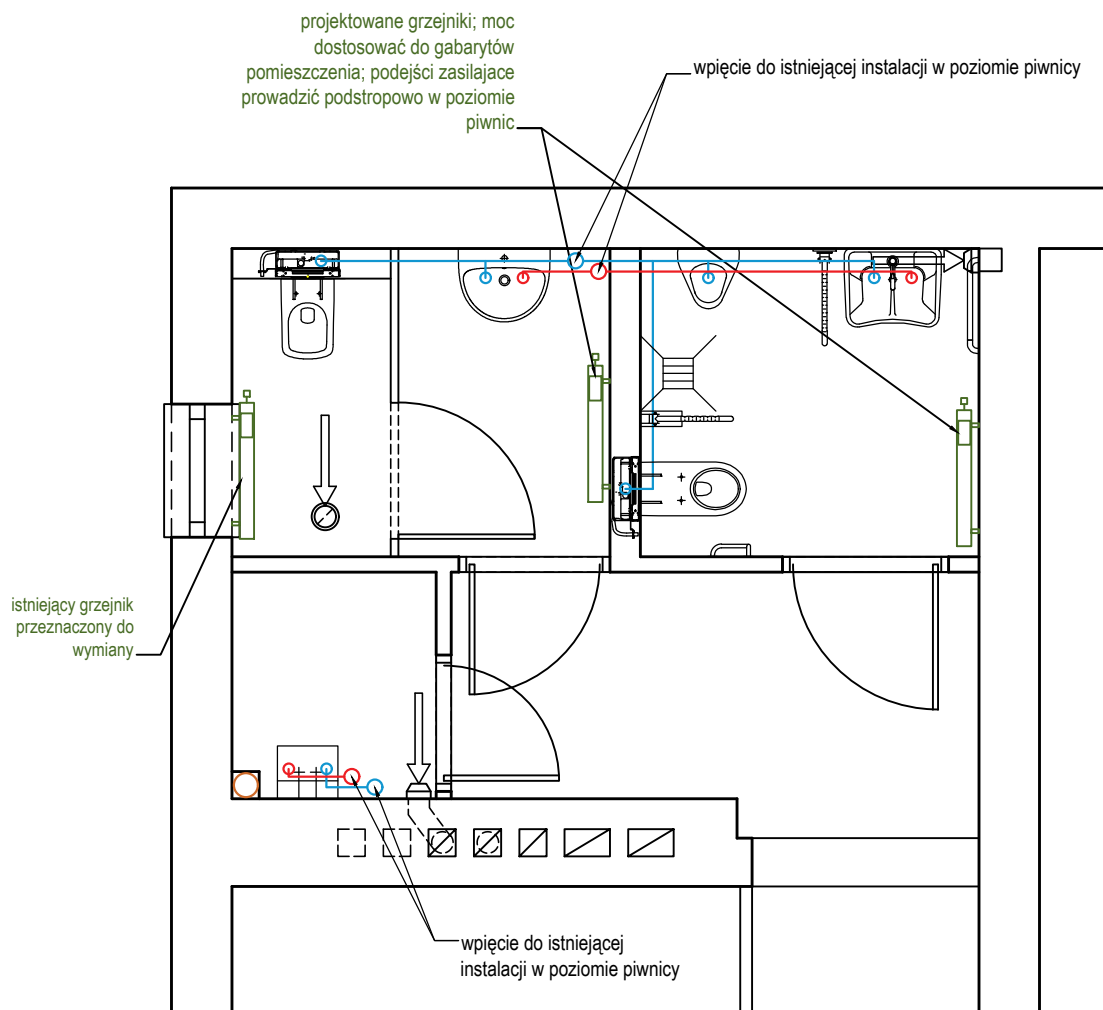 projektowane grzejniki; moc
dostosować do gabarytów
pomieszczenia; podejści zasilajace
prowadzić podstropowo w poziomie
piwnic
wpięcie do istniejącej instalacji w poziomie piwnicy
istniejący grzejnik
przeznaczony do
wymiany
wpięcie do istniejącej
instalacji w poziomie piwnicy